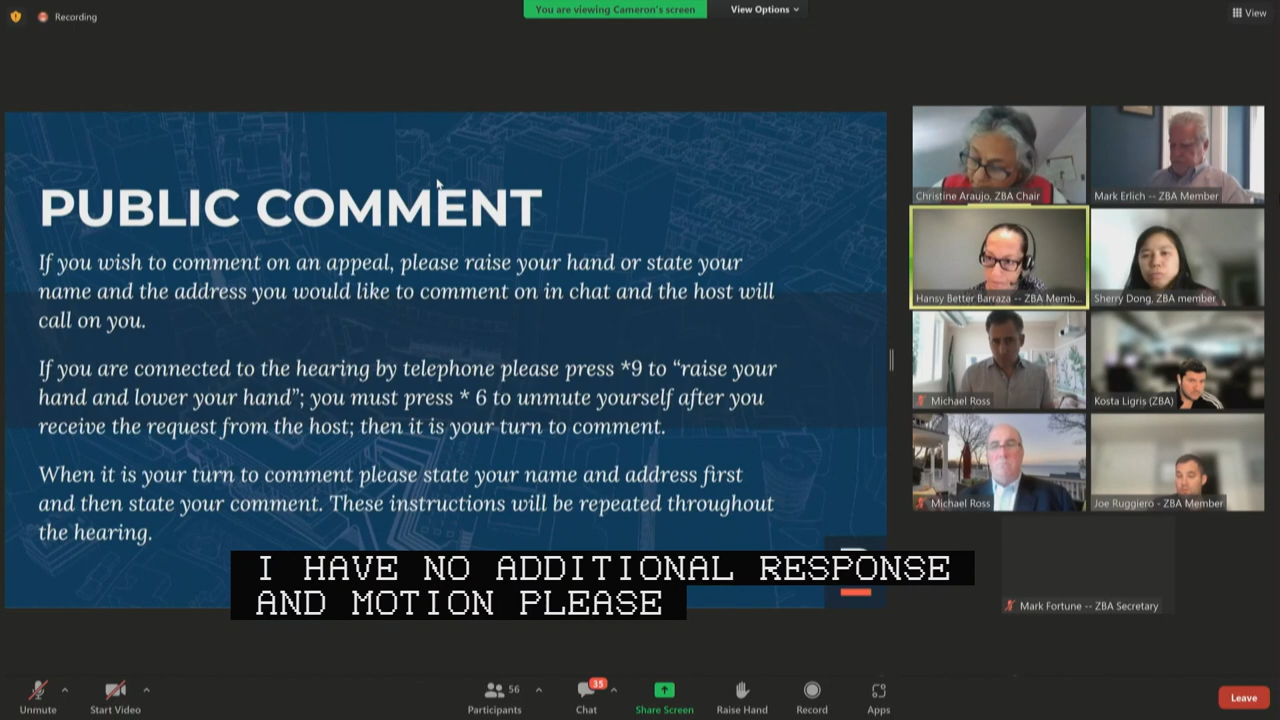 Recording
You are viewing Cameron's screen
View Options
View
PUBLIC COMMENT
If you wish to comment on an appeal, please raise your hand or state your
name and the address you would like to comment on in chat and the host will
call on you.
If you are connected to the hearing by telephone please press *9 to “raise your
hand and lower your hand”; you must press * 6 to unmute yourself after you
receive the request from the host; then it is your turn to comment.
When it is your turn to comment please state your name and address first
and then state your comment. These instructions will be repeated throughout
the hearing.
I HAVE NO ADDITIONAL RESPONSE
AND MOTION PLEASE
Christine Araujo, ZBA Chair
Mark Erlich -- ZBA Member
Hansy Better Barraza -- ZBA Memb...
Sherry Dong, ZBA member
Michael Ross
Kosta Ligris (ZBA)
Michael Ross
Joe Ruggiero - ZBA Member
Mark Fortune -- ZBA Secretary
Unmute
Start Video
56
Participants
35
Chat
Share Screen
Raise Hand
Record
Apps
Leave